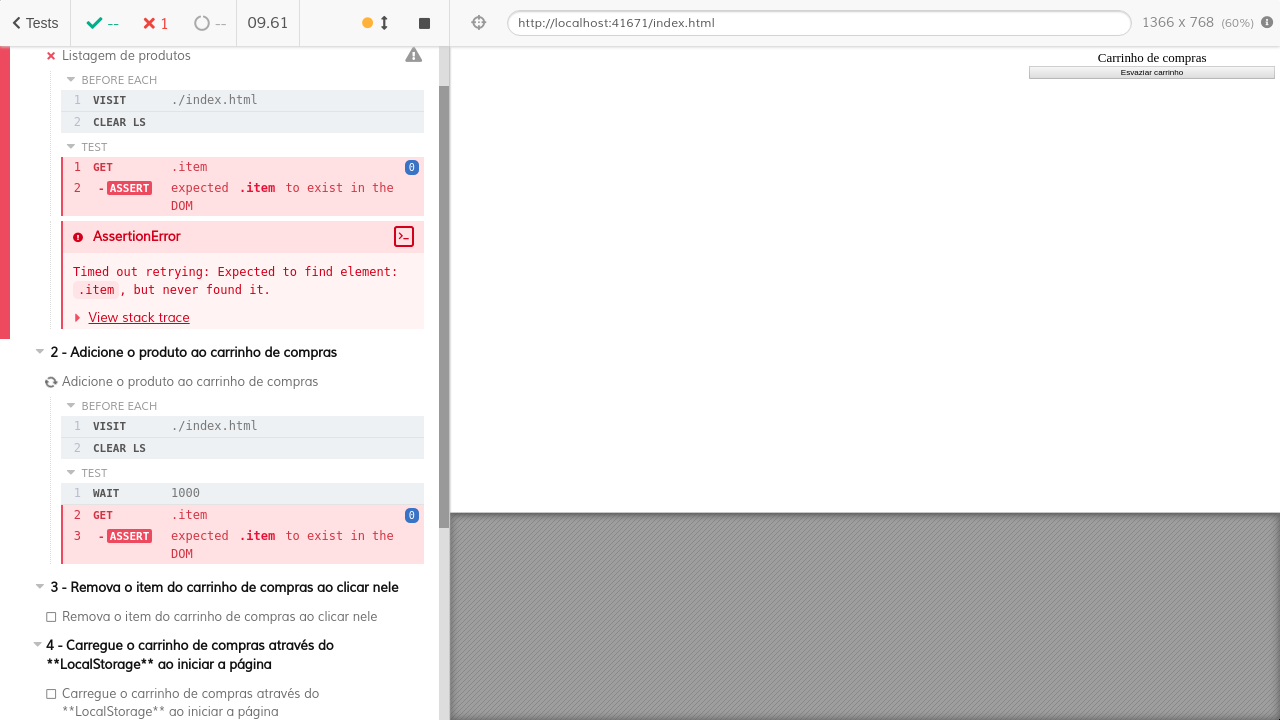 Tests
--
1
--
09.61
http://localhost:41671/index.html
1366 x 768 (60%)
Listagem de produtos
BEFORE EACH
1 VISIT ./index.html
2 CLEAR LS
TEST
1 GET .item 0
2 -ASSERT expected .item to exist in the
DOM
AssertionError
Timed out retrying: Expected to find element:
.item, but never found it.
View stack trace
2 - Adicione o produto ao carrinho de compras
Adicione o produto ao carrinho de compras
BEFORE EACH
1 VISIT ./index.html
2 CLEAR LS
TEST
1 WAIT 1000
2 GET .item 0
3 -ASSERT expected .item to exist in the
DOM
3 - Remova o item do carrinho de compras ao clicar nele
Remova o item do carrinho de compras ao clicar nele
4 - Carregue o carrinho de compras através do
**LocalStorage** ao iniciar a página
Carregue o carrinho de compras através do
**LocalStorage** ao iniciar a página
Carrinho de compras
Esvaziar carrinho